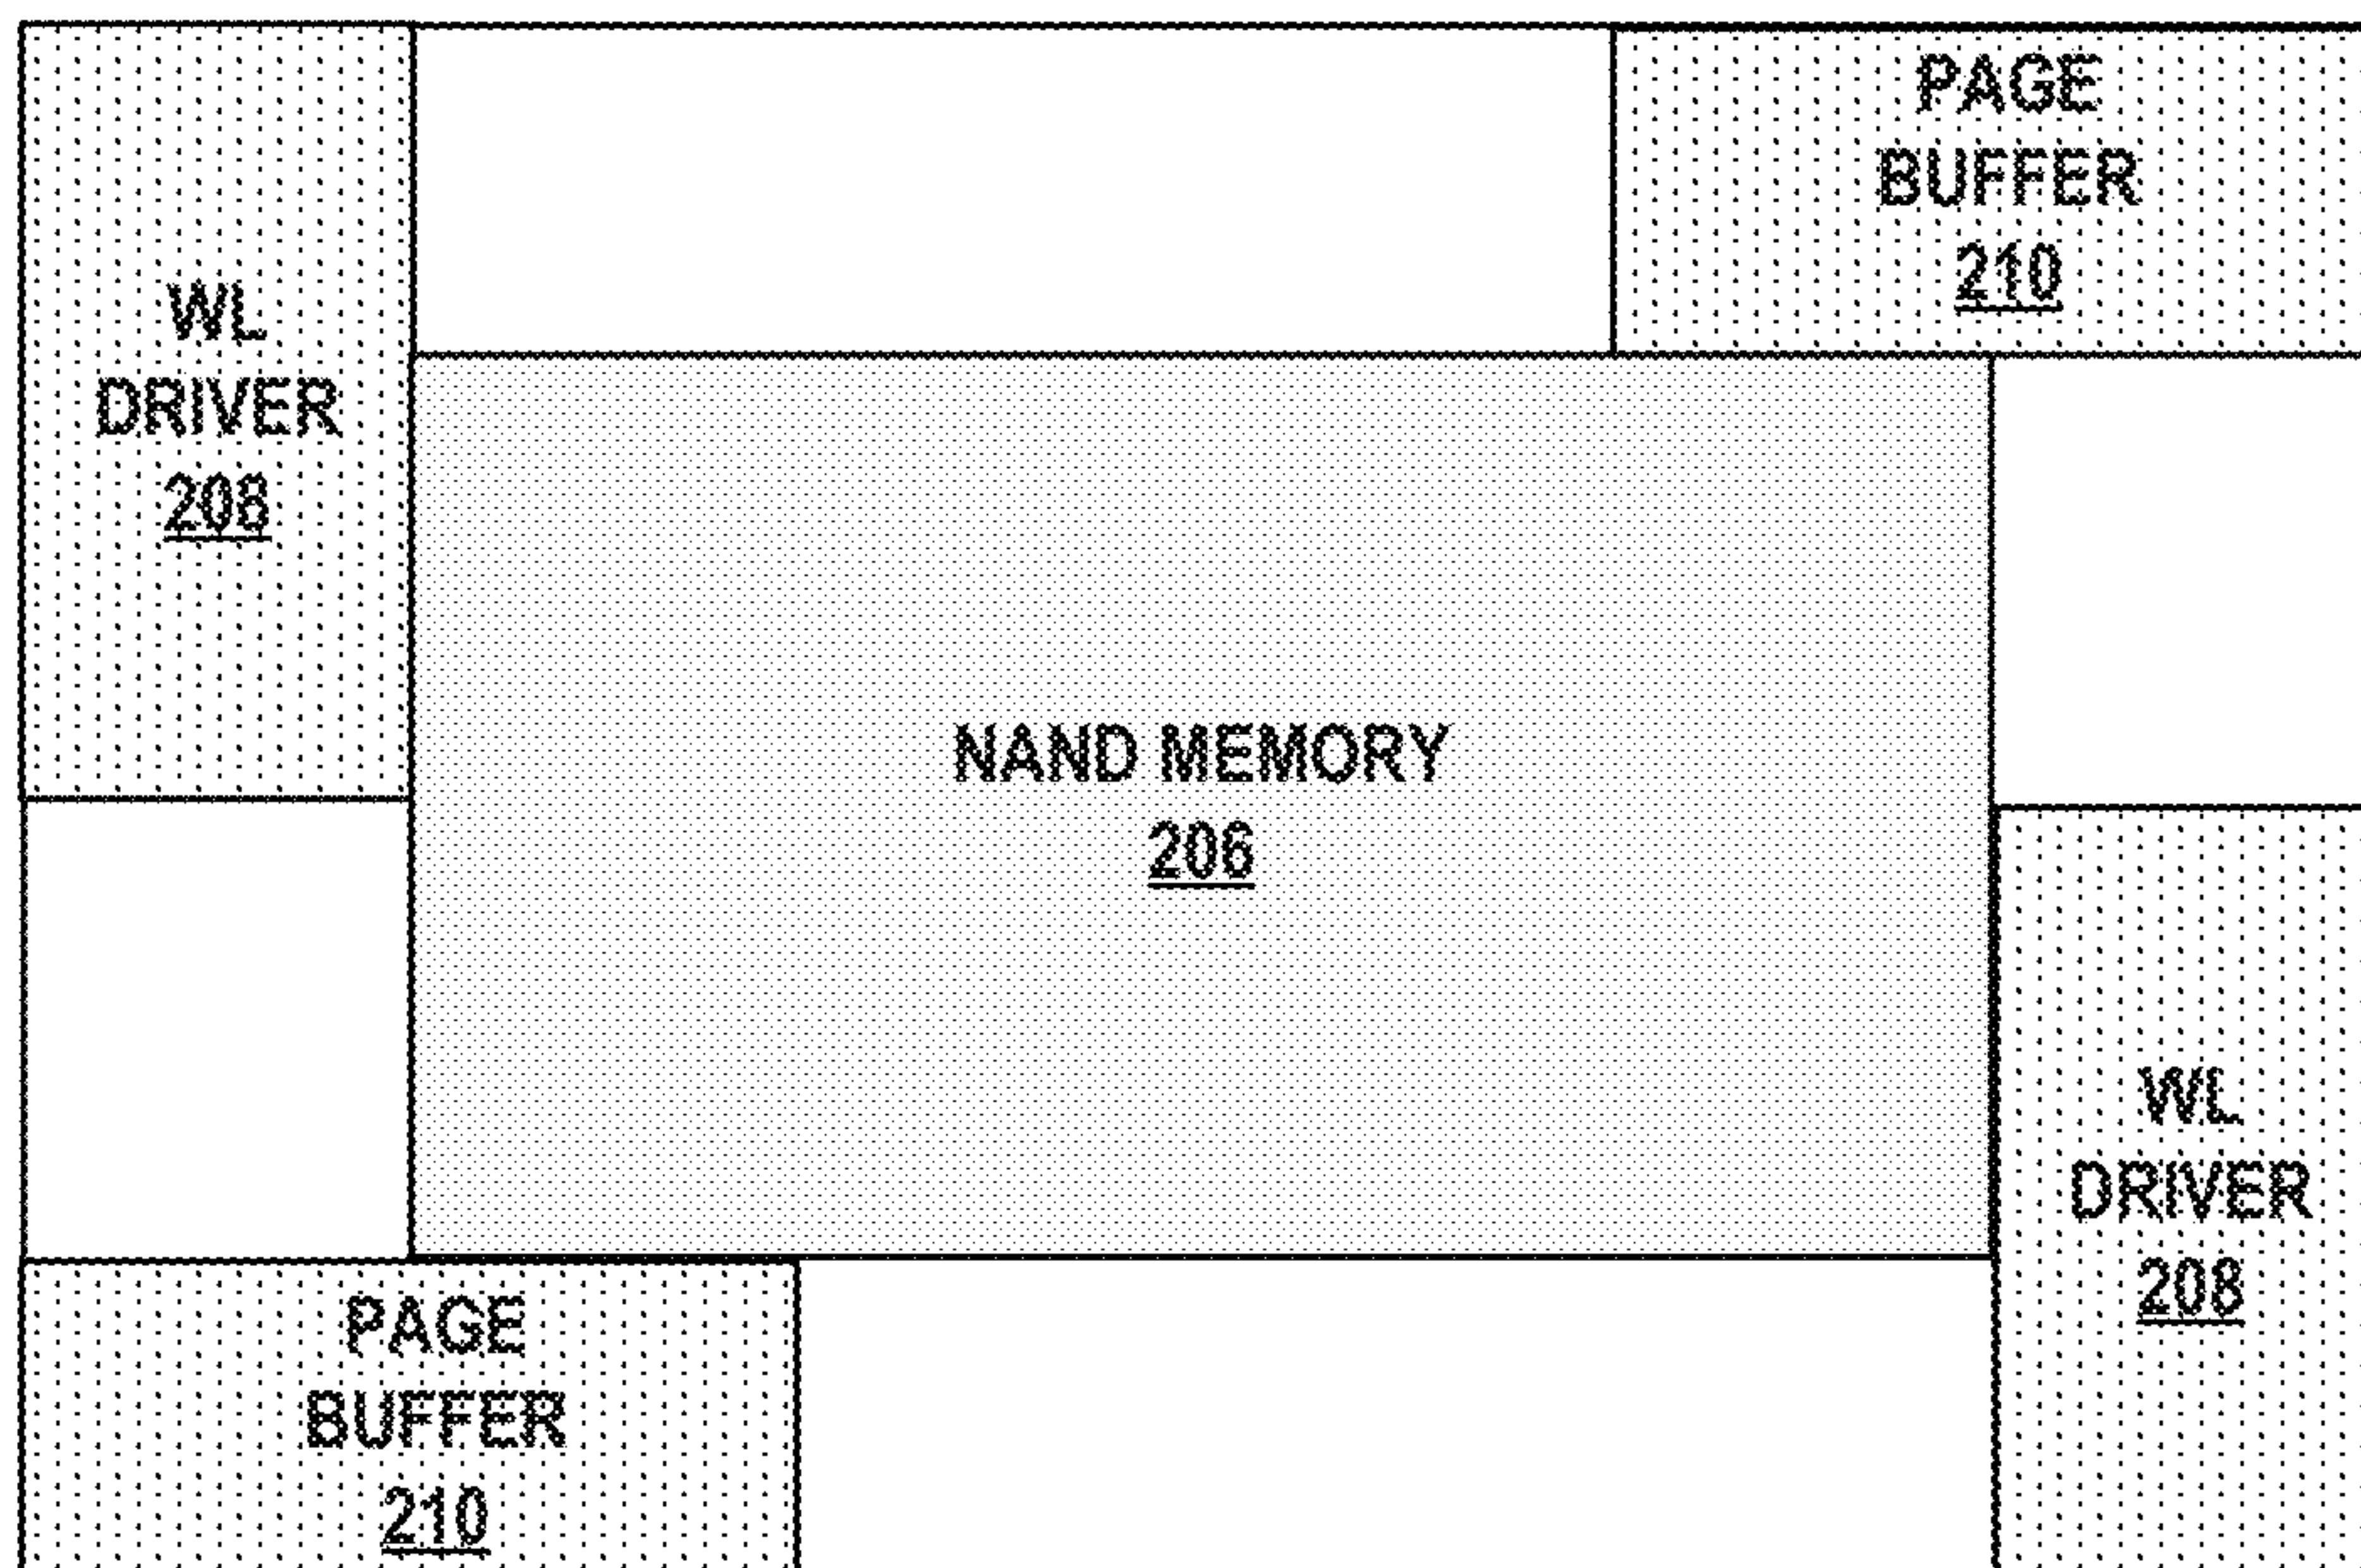 PAGE
BUFFER
210
WL
DRIVER
208
NAND MEMORY
206
WL
DRIVER
208
PAGE
BUFFER
210